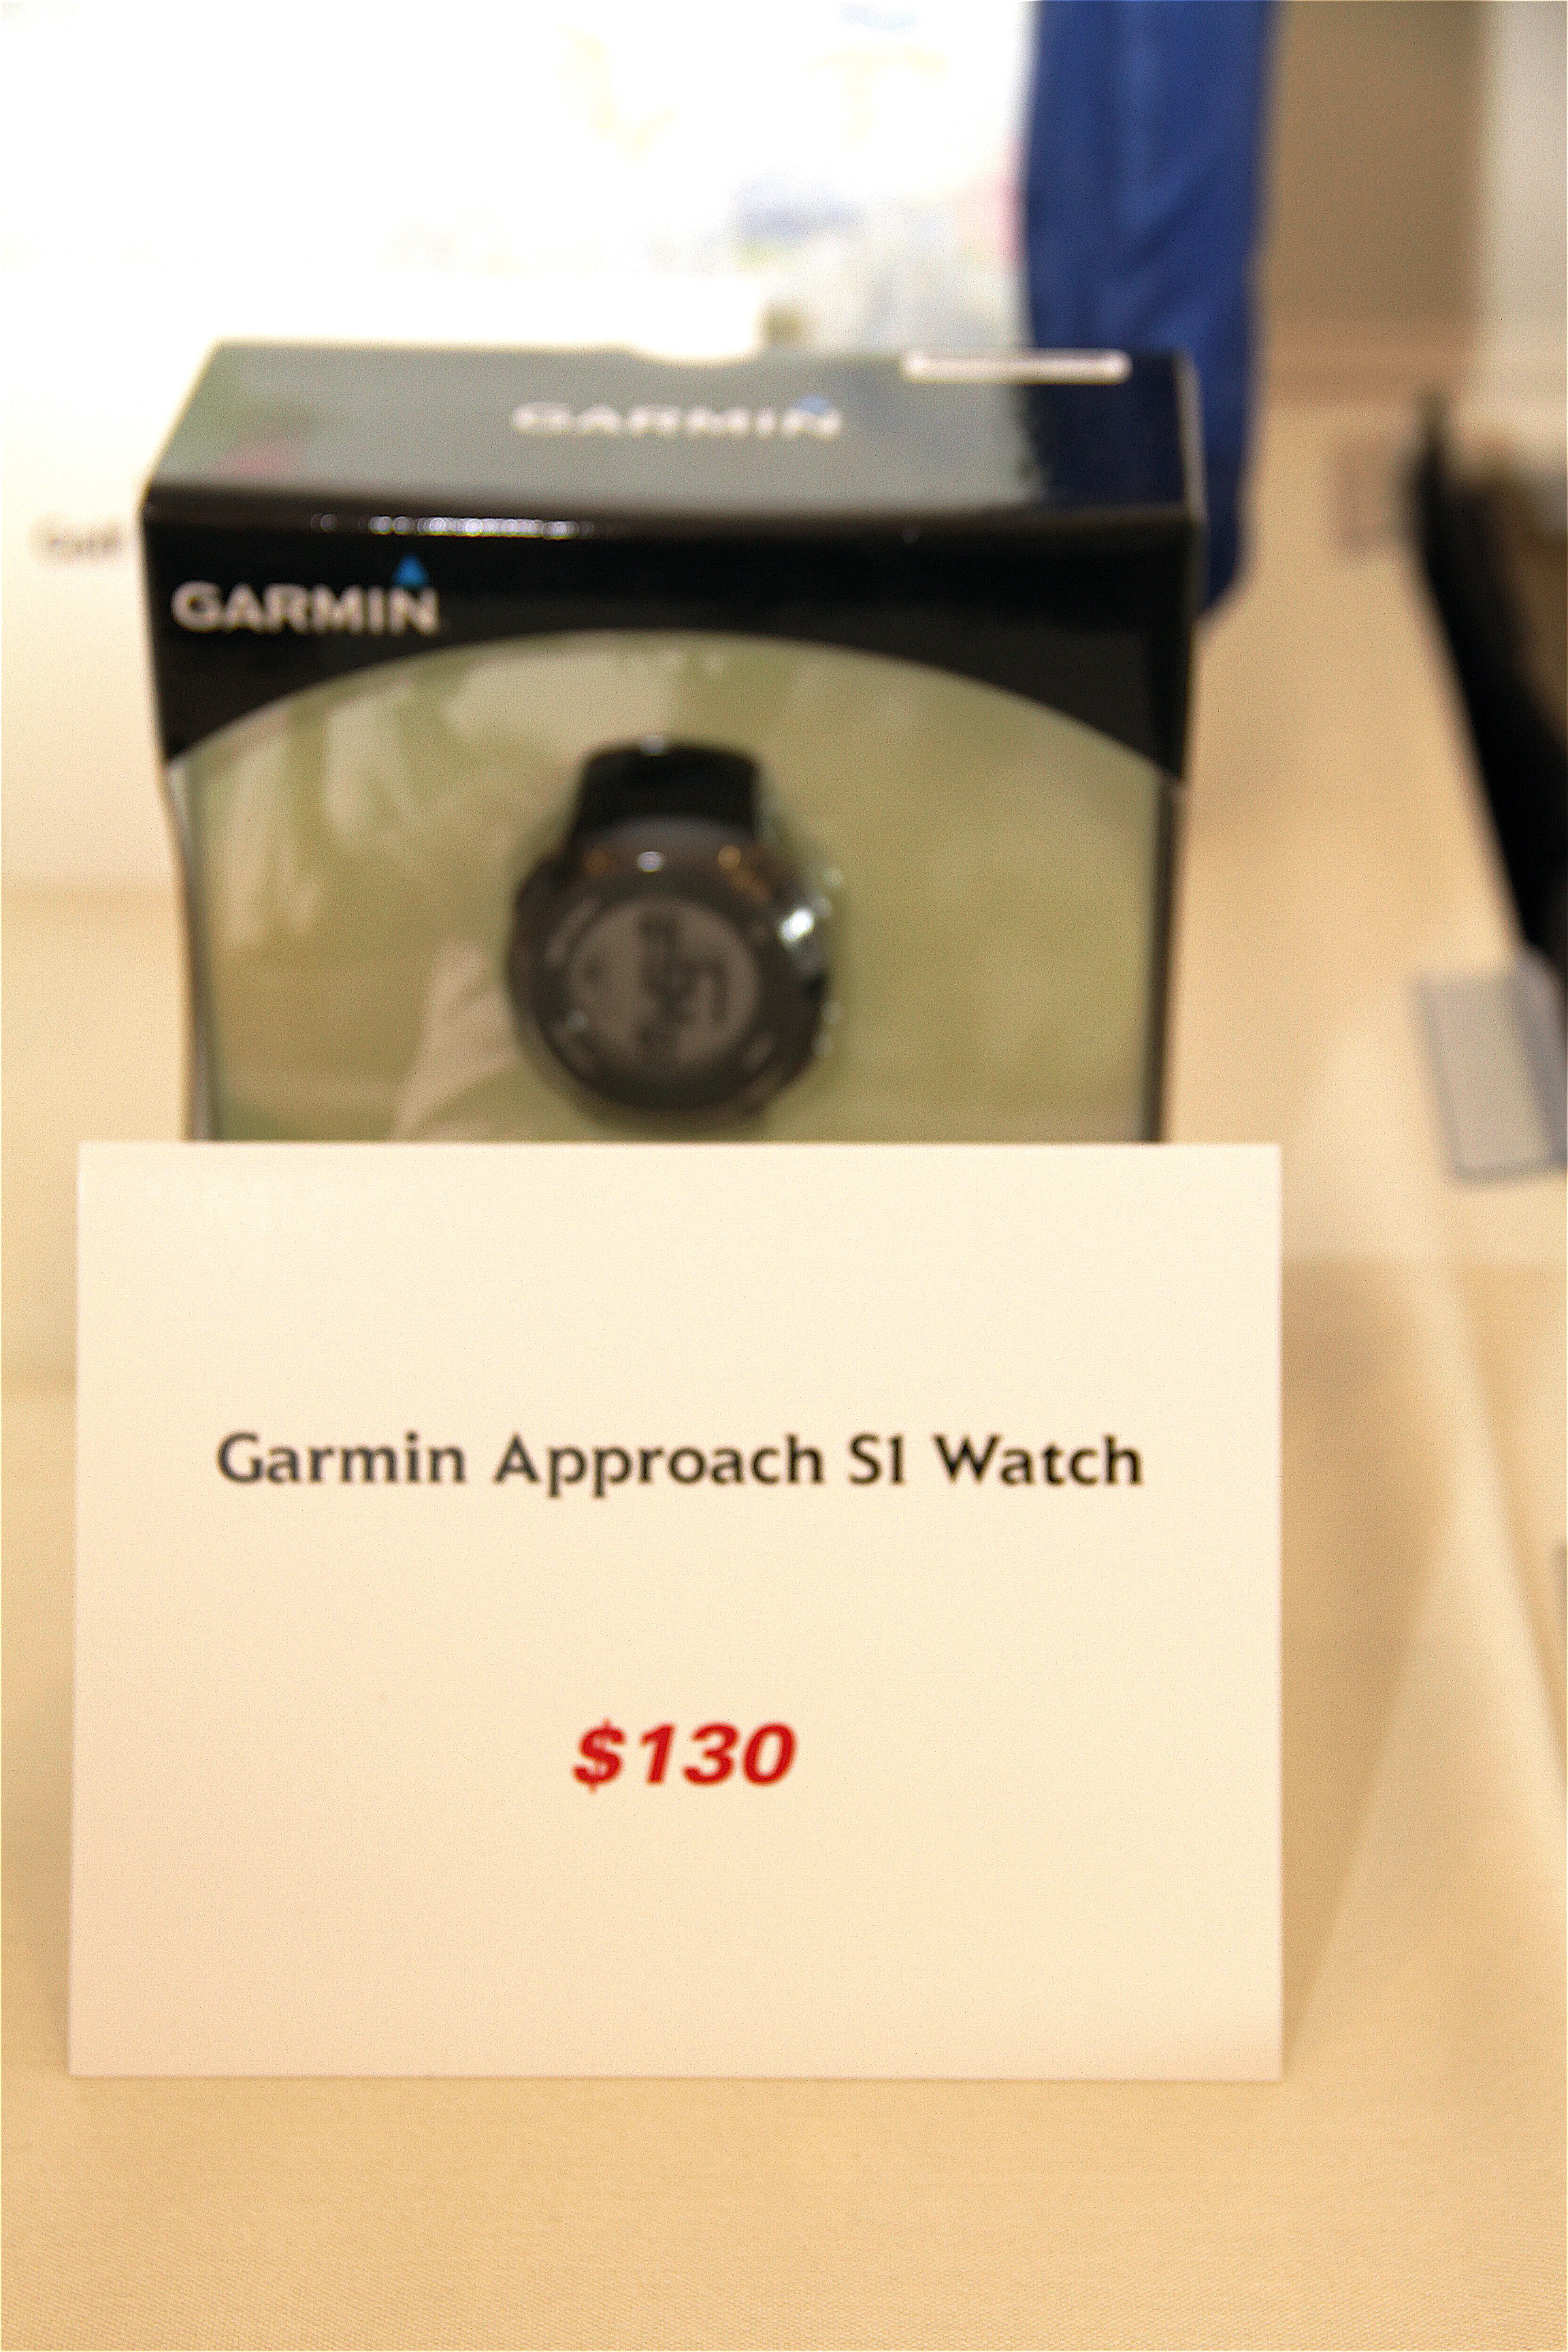 GARMIN
GARMIN
Garmin Approach S1 Watch
$130